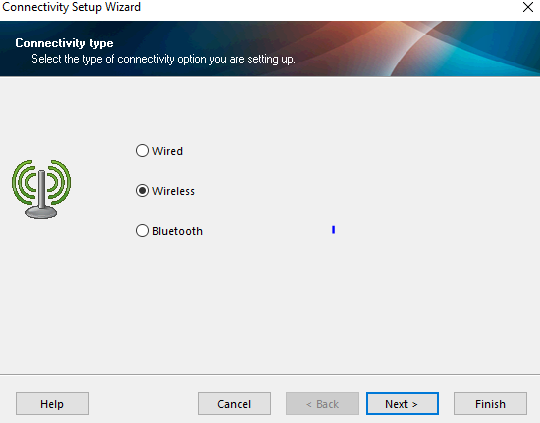 Connectivity Setup Wizard
Connectivity type
Select the type of connectivity option you are setting up.
Wired
Wireless
Bluetooth
Help
Cancel
< Back
Next >
Finish